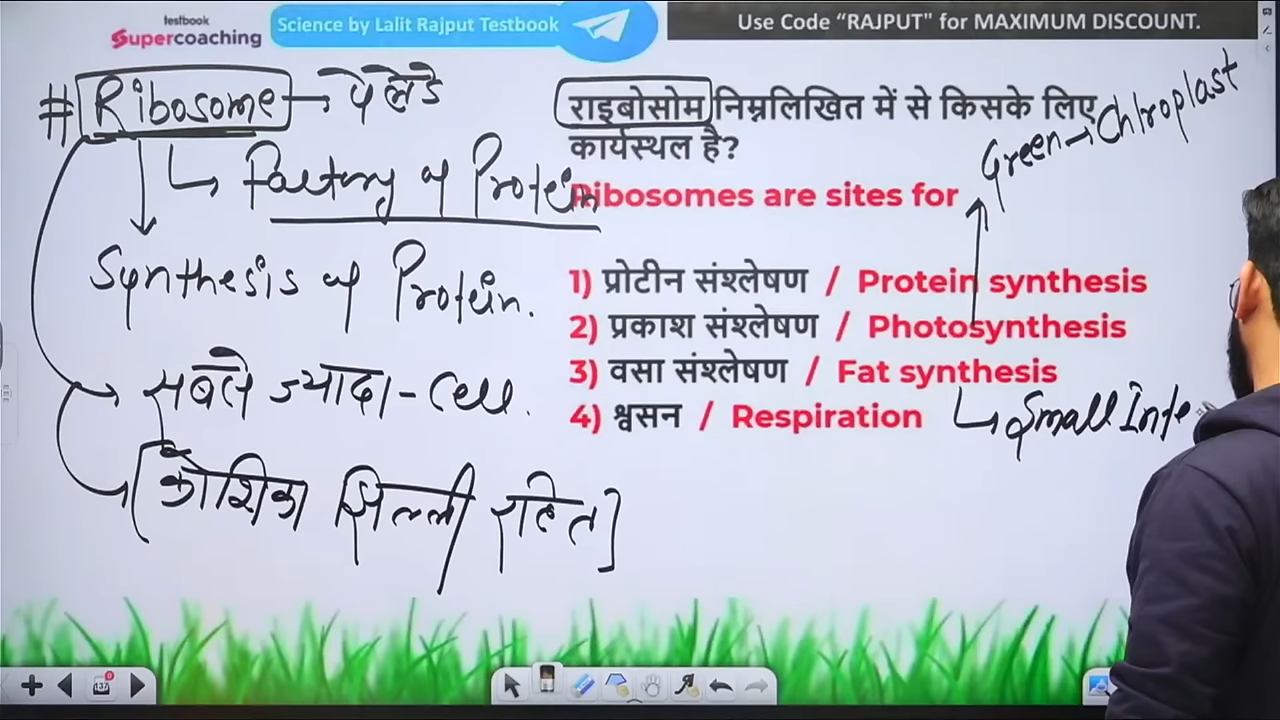 testbook
Supercoaching
Science by Lalit Rajput Testbook
Use Code "RAJPUT" for MAXIMUM DISCOUNT.
# Ribosome → पेलेडे
↳ Factory of Protein
Synthesis of Protein.
→ सबसे ज्यादा - Cell.
[कोशिका झिल्ली रहित]
राइबोसोम निम्नलिखित में से किसके लिए
कार्यस्थल है?
Green → Chlroplast
Ribosomes are sites for
1) प्रोटीन संश्लेषण / Protein synthesis
2) प्रकाश संश्लेषण / Photosynthesis
3) वसा संश्लेषण / Fat synthesis
4) श्वसन / Respiration
↳ Small Inte
137